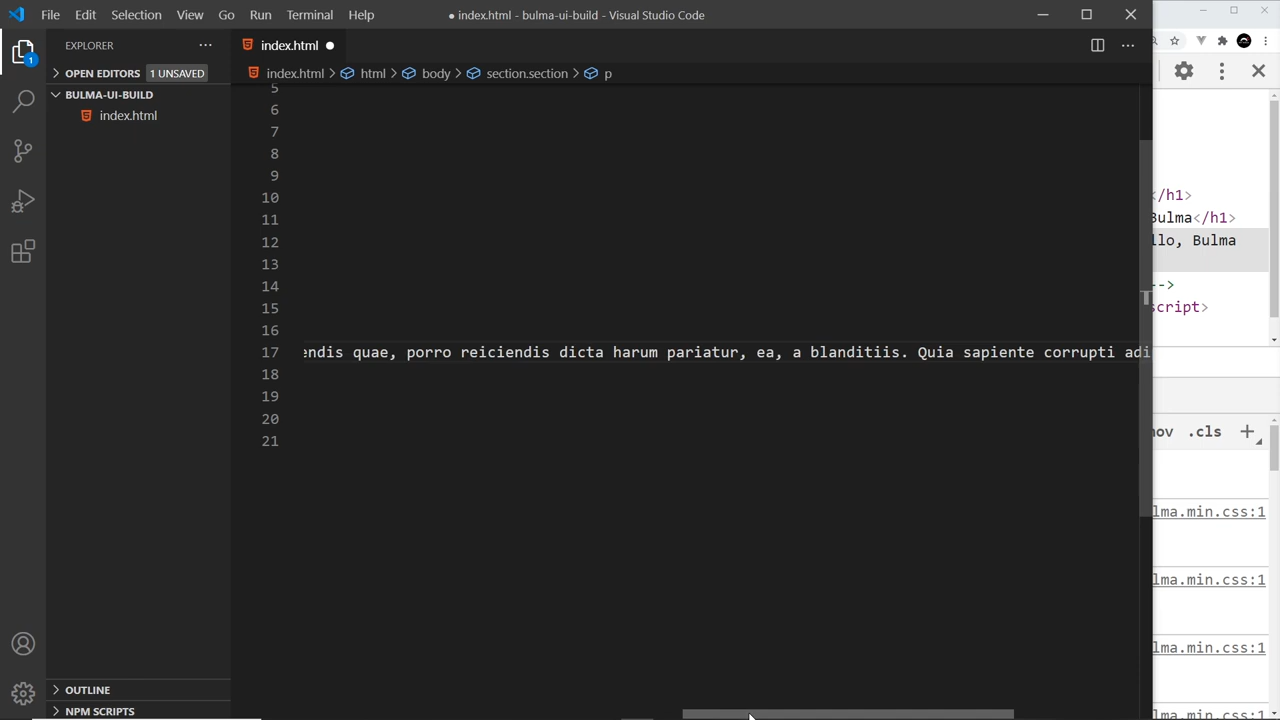 File Edit Selection View Go Run Terminal Help
● index.html - bulma-ui-build - Visual Studio Code
EXPLORER
index.html
OPEN EDITORS 1 UNSAVED
index.html html body section.section p
BULMA-UI-BUILD
index.html
1
5
6
7
8
9
10
11
12
13
14
15
16
17 endis quae, porro reiciendis dicta harum pariatur, ea, a blanditiis. Quia sapiente corrupti adi
18
19
20
21
OUTLINE
NPM SCRIPTS
</h1>
Bulma</h1>
llo, Bulma
-->
script>
hov .cls
lma.min.css:1
lma.min.css:1
lma.min.css:1
lma.min.css:1